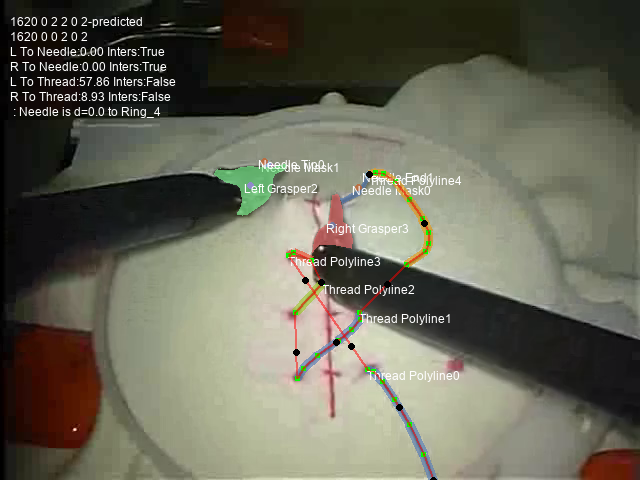 1620 0 2 2 0 2-predicted
1620 0 0 2 0 2
L To Needle:0.00 Inters:True
R To Needle:0.00 Inters:True
L To Thread:57.86 Inters:False
R To Thread:8.93 Inters:False
: Needle is d=0.0 to Ring_4
Needle Tip0
Needle Mask1
Needle End1
Thread Polyline4
Left Grasper2
Needle Mask0
Right Grasper3
Thread Polyline3
Thread Polyline2
Thread Polyline1
Thread Polyline0